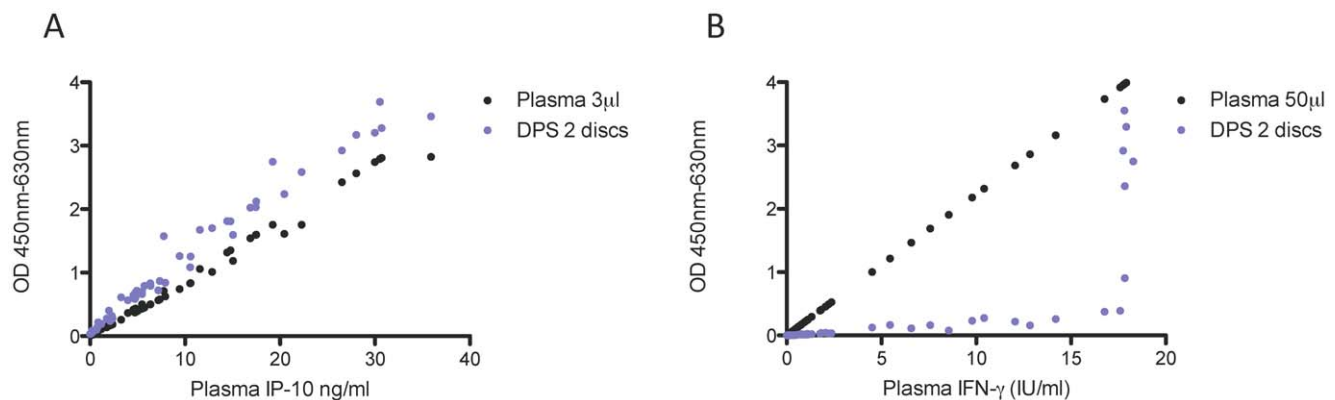 A
OD 450nm-630nm
4
3
2
1
0
0 10 20 30 40
Plasma IP-10 ng/ml
Plasma 3μl
DPS 2 discs
B
OD 450nm-630nm
4
3
2
1
0
0 5 10 15 20
Plasma IFN-γ (IU/ml)
Plasma 50μl
DPS 2 discs